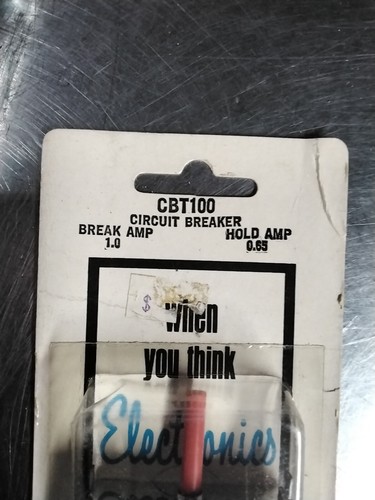 CBT100
CIRCUIT BREAKER
BREAK AMP HOLD AMP
1.0 0.65
$
when
you think
Electronics